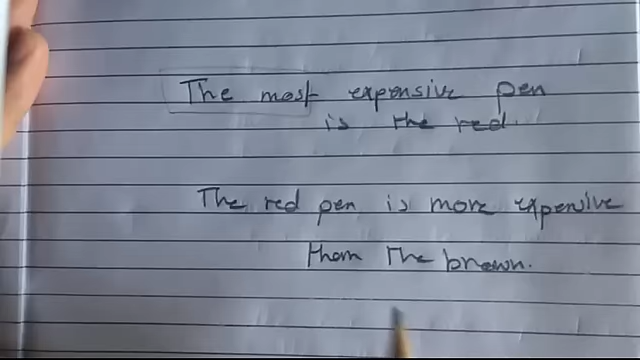 The most expensive pen
is the red.
The red pen is more expensive
than the brown.